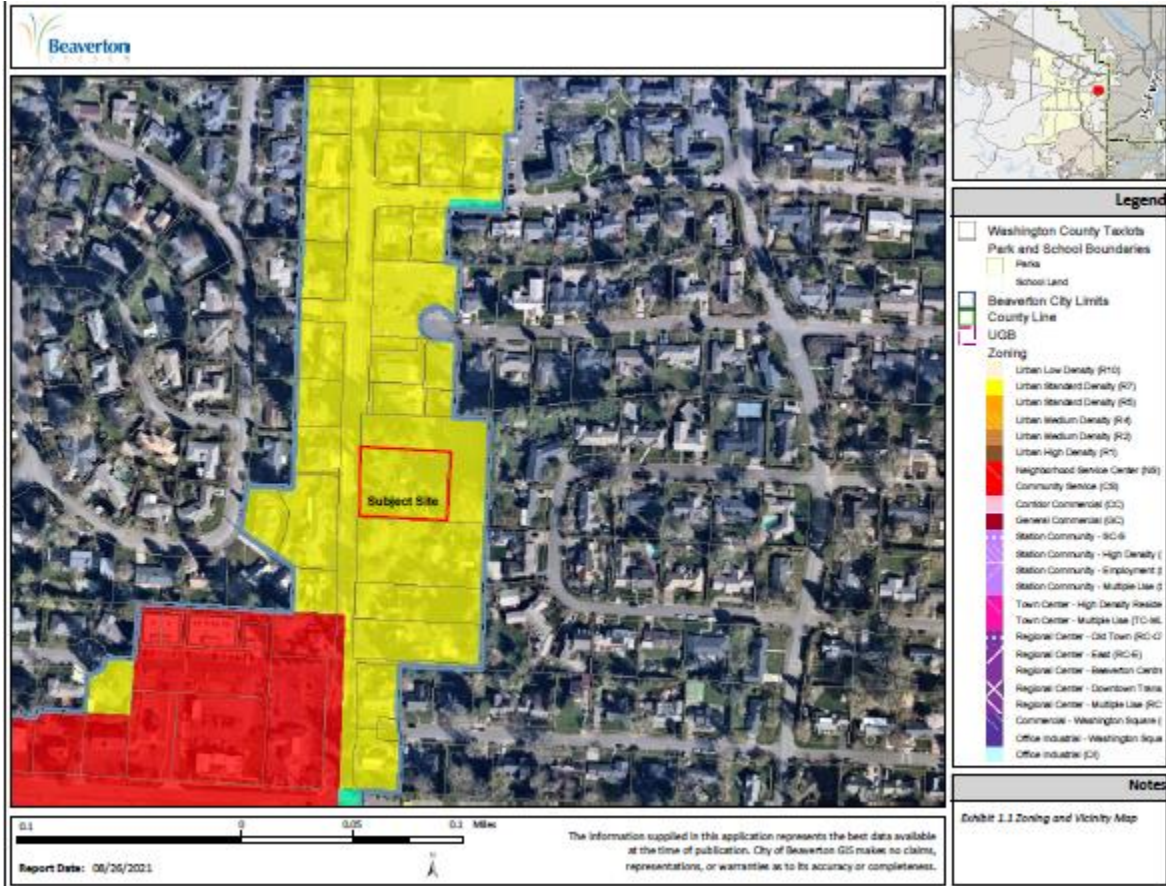 Beaverton
Legend
Washington County Taxlots
Park and School Boundaries
Parks
School Land
Beaverton City Limits
County Line
UGB
Zoning
Urban Low Density (R10)
Urban Standard Density (R7)
Urban Standard Density (R5)
Urban Medium Density (R4)
Urban Medium Density (R2)
Urban High Density (R1)
Neighborhood Service Center (NS)
Community Service (CS)
Corridor Commercial (CC)
General Commercial (GC)
Station Community - SC-S
Station Community - High Density (
Station Community - Employment (
Station Community - Multiple Use (
Town Center - High Density Reside
Town Center - Multiple Use (TC-MU
Regional Center - Old Town (RC-O
Regional Center - East (RC-E)
Regional Center - Beaverton Centr
Regional Center - Downtown Trans
Regional Center - Multiple Use (RC
Commercial - Washington Square (
Office Industrial - Washington Squa
Office Industrial (OI)
Subject Site
Notes
Exhibit 1.1 Zoning and Vicinity Map
0.1 0 0.05 0.1 Miles
The information supplied in this application represents the best data available
at the time of publication. City of Beaverton GIS makes no claims,
representations, or warranties as to its accuracy or completeness.
Report Date: 08/26/2021
N